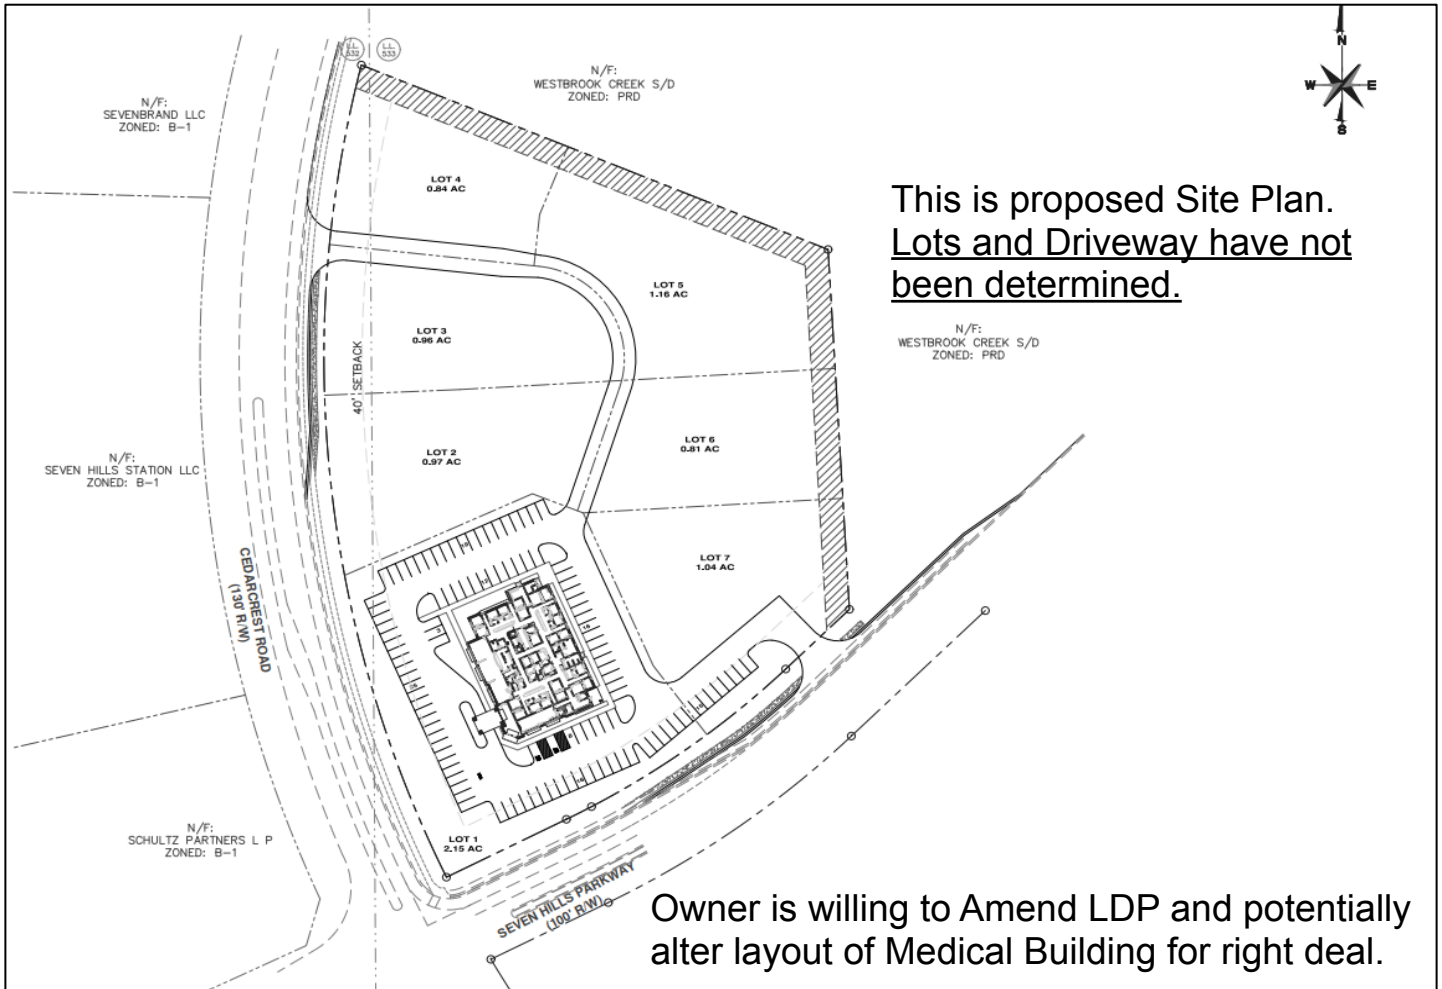 LL
532
LL
533
N
W
E
S
N/F:
WESTBROOK CREEK S/D
ZONED: PRD
N/F:
SEVENBRAND LLC
ZONED: B-1
LOT 4
0.84 AC
This is proposed Site Plan.
Lots and Driveway have not
been determined.
LOT 5
1.16 AC
N/F:
WESTBROOK CREEK S/D
ZONED: PRD
LOT 3
0.96 AC
40' SETBACK
LOT 2
0.97 AC
LOT 6
0.81 AC
N/F:
SEVEN HILLS STATION LLC
ZONED: B-1
LOT 7
1.04 AC
CEDARCREST ROAD
(130' R/W)
N/F:
SCHULTZ PARTNERS L P
ZONED: B-1
LOT 1
2.15 AC
SEVEN HILLS PARKWAY
(100' R/W)
Owner is willing to Amend LDP and potentially
alter layout of Medical Building for right deal.